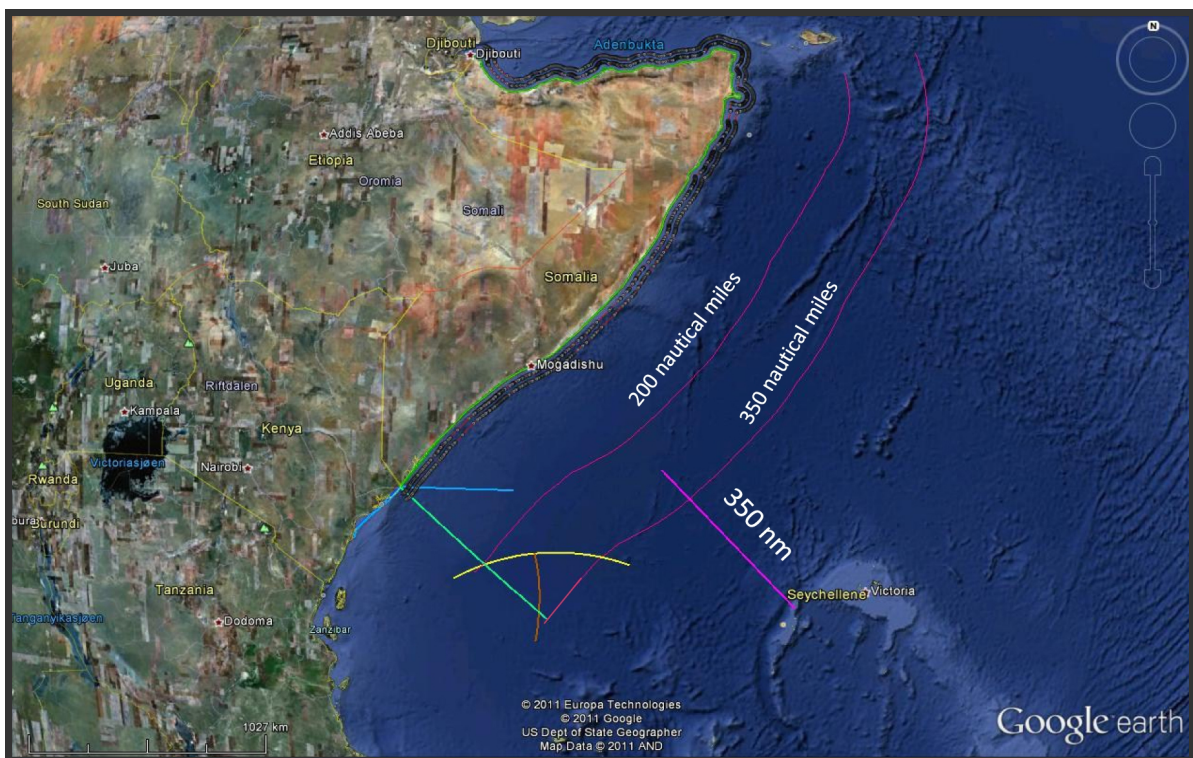 N
Djibouti
Djibouti
Adenbukta
Addis Abeba
Etiopia
Oromia
South Sudan
Somali
Juba
Somalia
200 nautical miles
350 nautical miles
Mogadishu
Uganda
Riftdalen
Kampala
Kenya
Victoriasjøen
Nairobi
Rwanda
350 nm
Burundi
Tanzania
Seychellene
Victoria
Tanganyikasjøen
Dodoma
Zanzibar
1027 km
© 2011 Europa Technologies
© 2011 Google
US Dept of State Geographer
Map Data © 2011 AND
Google earth